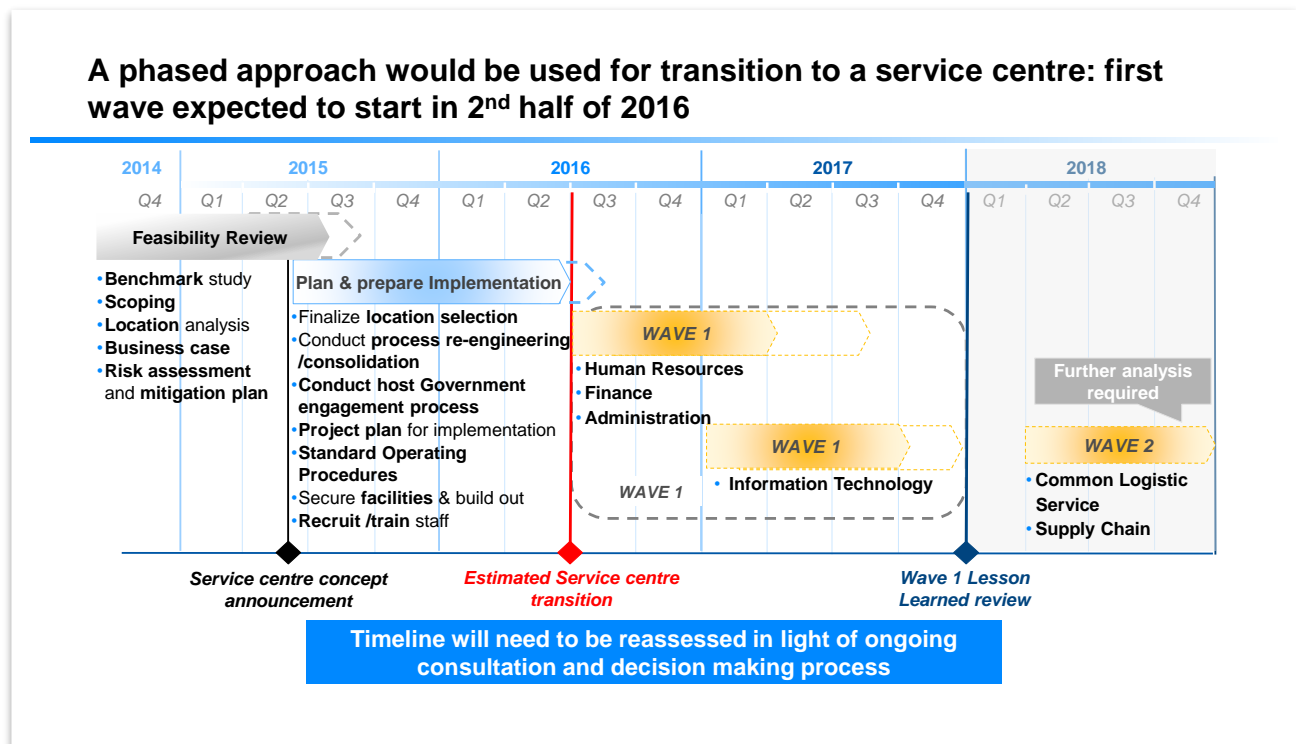 A phased approach would be used for transition to a service centre: first
wave expected to start in 2nd half of 2016
2014 2015 2016 2017 2018
Q4 Q1 Q2 Q3 Q4 Q1 Q2 Q3 Q4 Q1 Q2 Q3 Q4 Q1 Q2 Q3 Q4
Feasibility Review
•Benchmark study
•Scoping
•Location analysis
•Business case
•Risk assessment
and mitigation plan
Plan & prepare Implementation
•Finalize location selection
•Conduct process re-engineering
/consolidation
•Conduct host Government
engagement process
•Project plan for implementation
•Standard Operating
Procedures
•Secure facilities & build out
•Recruit /train staff
WAVE 1
•Human Resources
•Finance
•Administration
WAVE 1
• Information Technology
WAVE 1
Further analysis
required
WAVE 2
•Common Logistic
Service
•Supply Chain
Service centre concept
announcement
Estimated Service centre
transition
Wave 1 Lesson
Learned review
Timeline will need to be reassessed in light of ongoing
consultation and decision making process